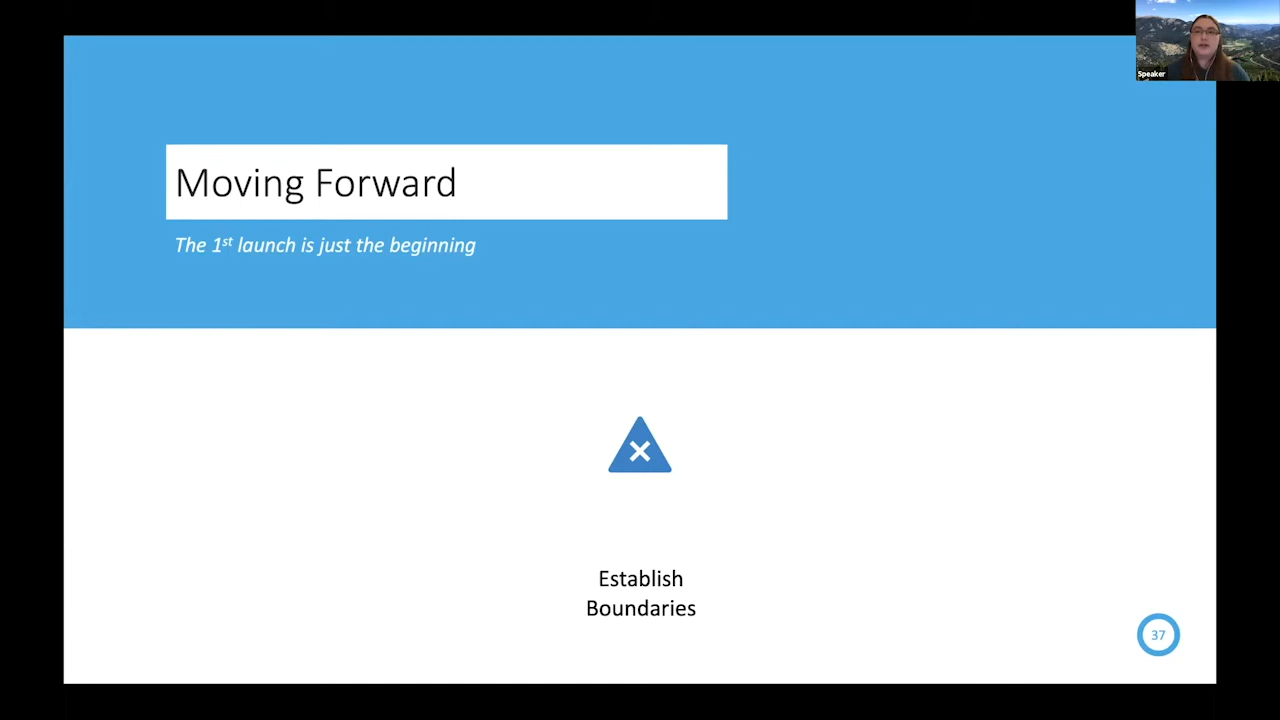 Speaker
Moving Forward
The 1st launch is just the beginning
Establish
Boundaries
37